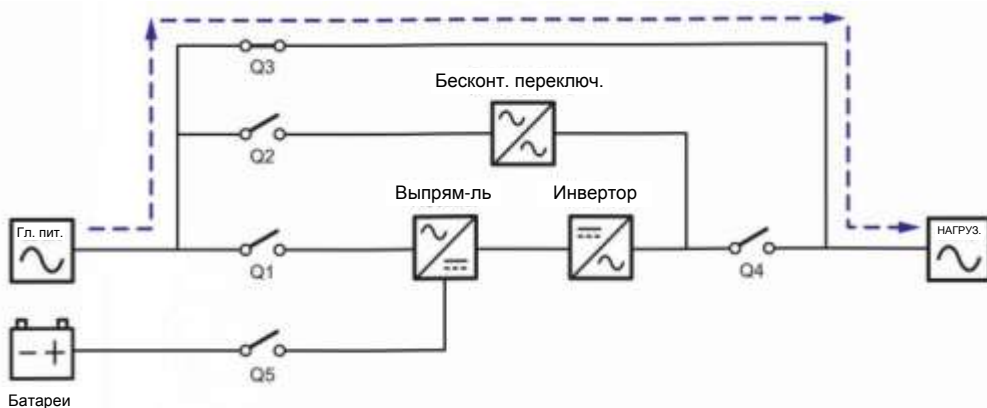 Q3
Бесконт. переключ.
Q2
Выпрям-ль
Инвертор
Гл. пит.
НАГРУЗ.
Q1
Q4
Q5
Батареи